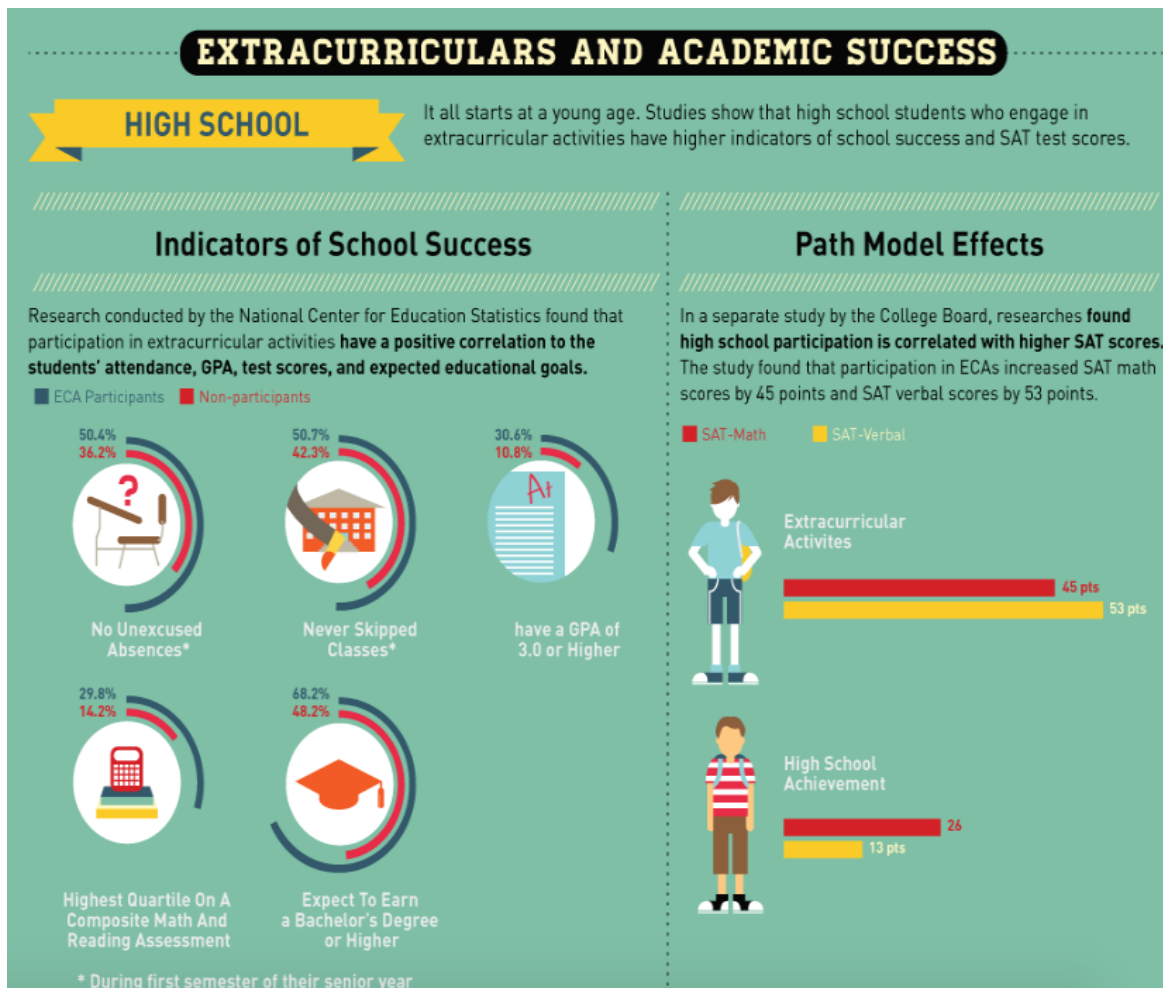 EXTRACURRICULARS AND ACADEMIC SUCCESS
HIGH SCHOOL
It all starts at a young age. Studies show that high school students who engage in
extracurricular activities have higher indicators of school success and SAT test scores.
Indicators of School Success
Research conducted by the National Center for Education Statistics found that
participation in extracurricular activities have a positive correlation to the
students' attendance, GPA, test scores, and expected educational goals.
ECA Participants Non-participants
50.4%
36.2%
?
No Unexcused
Absences*
50.7%
42.3%
Never Skipped
Classes*
30.6%
10.8%
A+
have a GPA of
3.0 or Higher
29.8%
14.2%
Highest Quartile On A
Composite Math And
Reading Assessment
68.2%
48.2%
Expect To Earn
a Bachelor's Degree
or Higher
* During first semester of their senior year
Path Model Effects
In a separate study by the College Board, researches found
high school participation is correlated with higher SAT scores.
The study found that participation in ECAs increased SAT math
scores by 45 points and SAT verbal scores by 53 points.
SAT-Math SAT-Verbal
Extracurricular
Activites
45 pts
53 pts
High School
Achievement
26
13 pts